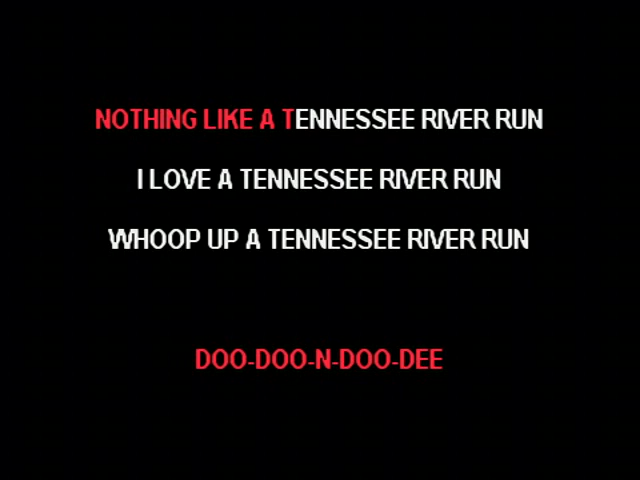 NOTHING LIKE A TENNESSEE RIVER RUN
I LOVE A TENNESSEE RIVER RUN
WHOOP UP A TENNESSEE RIVER RUN
DOO-DOO-N-DOO-DEE